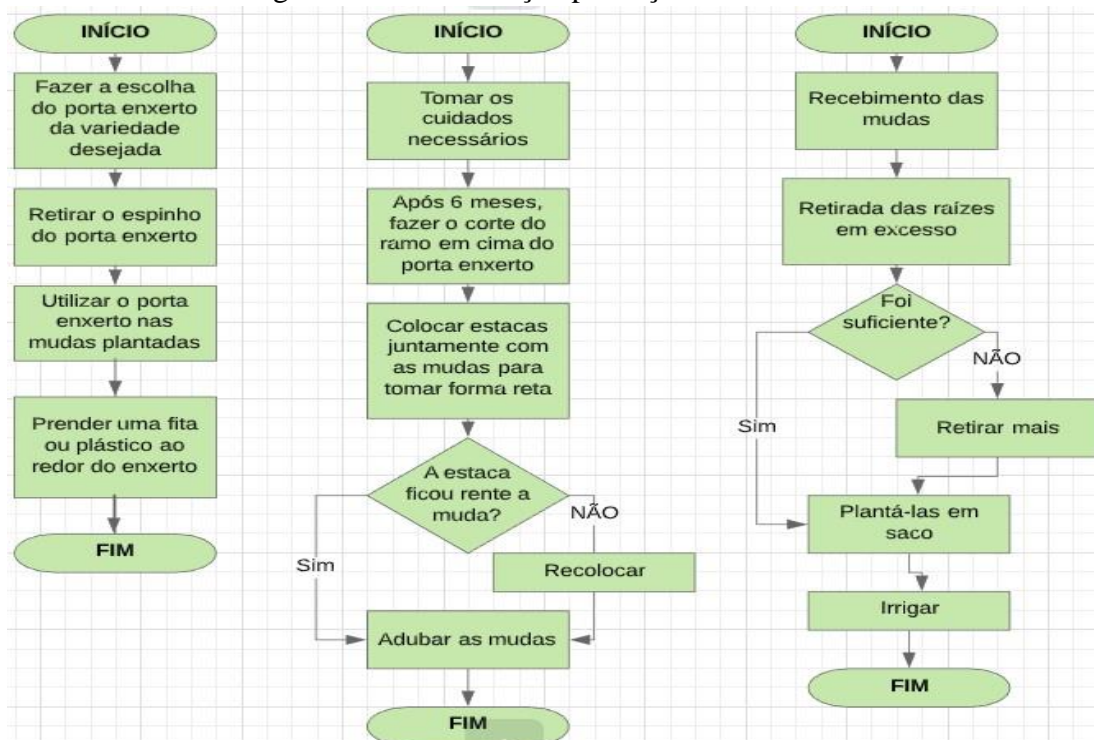 INÍCIO
Fazer a escolha
do porta enxerto
da variedade
desejada
Retirar o espinho
do porta enxerto
Utilizar o porta
enxerto nas
mudas plantadas
Prender uma fita
ou plástico ao
redor do enxerto
FIM
INÍCIO
Tomar os
cuidados
necessários
Após 6 meses,
fazer o corte do
ramo em cima do
porta enxerto
Colocar estacas
juntamente com
as mudas para
tomar forma reta
A estaca
ficou rente a
muda?
NÃO
Sim
Recolocar
Adubar as mudas
FIM
INÍCIO
Recebimento das
mudas
Retirada das raízes
em excesso
Foi
suficiente?
NÃO
Sim
Retirar mais
Plantá-las em
saco
Irrigar
FIM